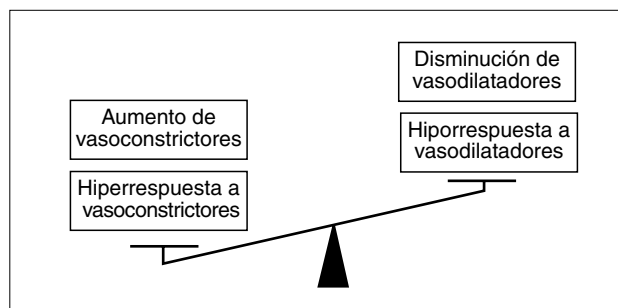 Disminución de
vasodilatadores
Aumento de
vasoconstrictores
Hiporrespuesta a
vasodilatadores
Hiperrespuesta a
vasoconstrictores